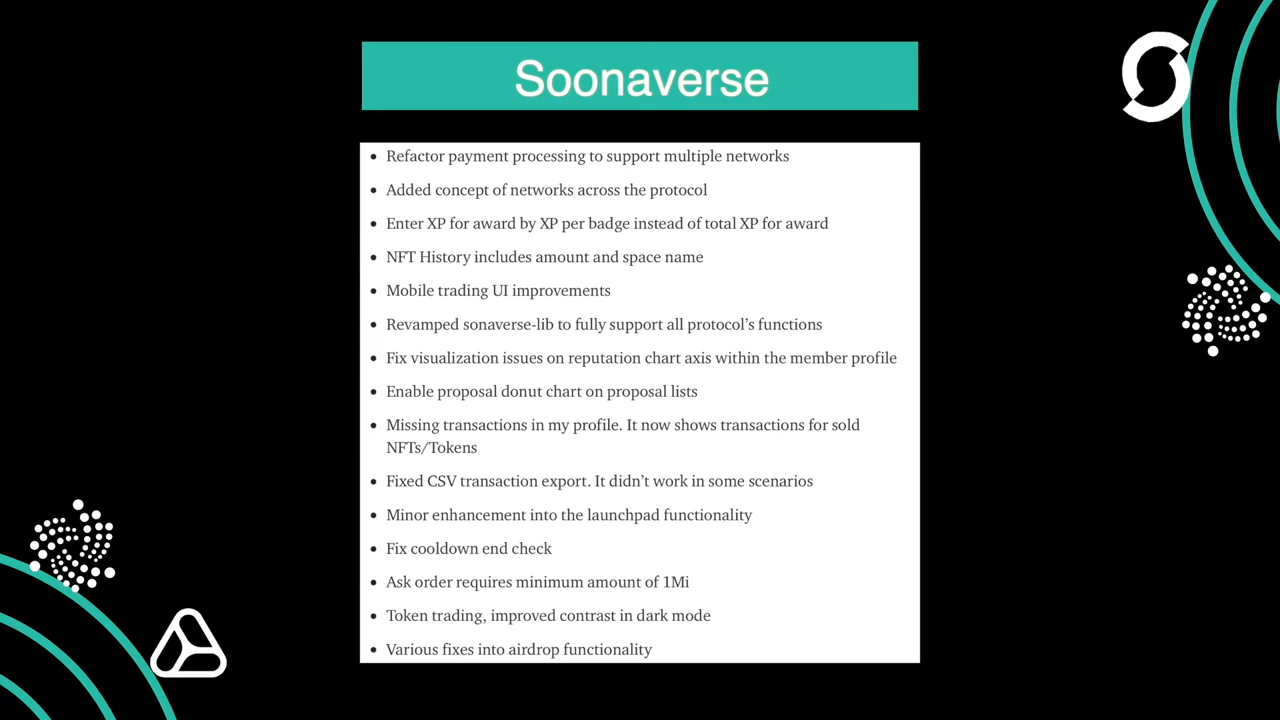 Soonaverse
• Refactor payment processing to support multiple networks
• Added concept of networks across the protocol
• Enter XP for award by XP per badge instead of total XP for award
• NFT History includes amount and space name
• Mobile trading UI improvements
• Revamped sonaverse-lib to fully support all protocol’s functions
• Fix visualization issues on reputation chart axis within the member profile
• Enable proposal donut chart on proposal lists
• Missing transactions in my profile. It now shows transactions for sold
NFTs/Tokens
• Fixed CSV transaction export. It didn’t work in some scenarios
• Minor enhancement into the launchpad functionality
• Fix cooldown end check
• Ask order requires minimum amount of 1Mi
• Token trading, improved contrast in dark mode
• Various fixes into airdrop functionality